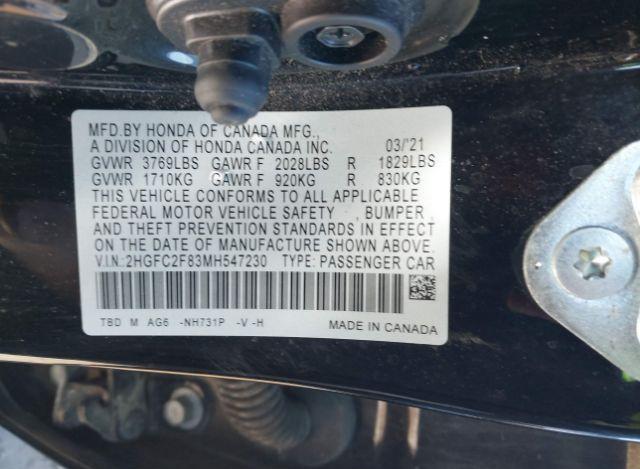 MFD.BY HONDA OF CANADA MFG.,
A DIVISION OF HONDA CANADA INC. 03/'21
GVWR 3769LBS GAWR F 2028LBS R 1829LBS
GVWR 1710KG GAWR F 920KG R 830KG
THIS VEHICLE CONFORMS TO ALL APPLICABLE
FEDERAL MOTOR VEHICLE SAFETY , BUMPER ,
AND THEFT PREVENTION STANDARDS IN EFFECT
ON THE DATE OF MANUFACTURE SHOWN ABOVE.
V.I.N:2HGFC2F83MH547230 TYPE: PASSENGER CAR
TBD M AG6 -NH731P -V -H MADE IN CANADA